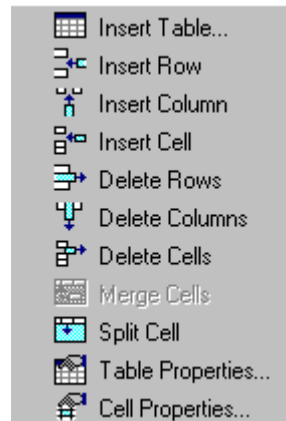 Insert Table...
Insert Row
Insert Column
Insert Cell
Delete Rows
Delete Columns
Delete Cells
Merge Cells
Split Cell
Table Properties...
Cell Properties...